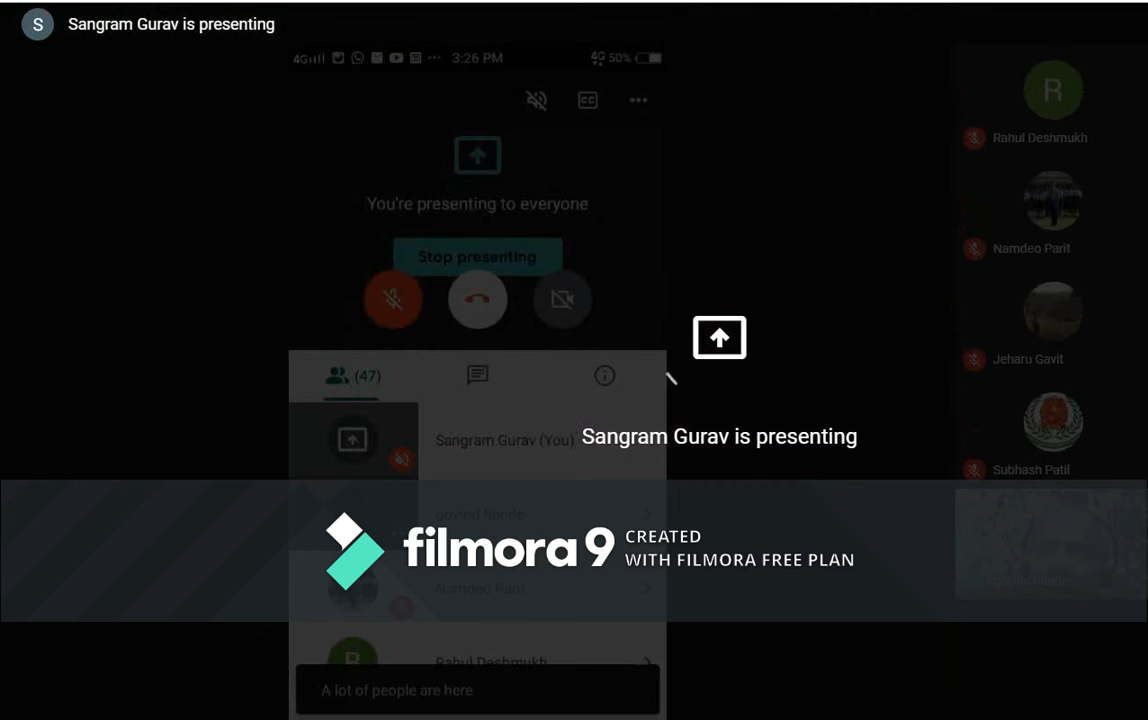 S Sangram Gurav is presenting
4G 3:26 PM 4G 50%
CC
R
Rahul Deshmukh
You're presenting to everyone
Namdeo Parit
Stop presenting
Jeharu Gavit
(47)
Sangram Gurav (You)
Sangram Gurav is presenting
Subhash Patil
govind hande
filmora 9 CREATED
WITH FILMORA FREE PLAN
Namdeo Parit
R
Rahul Deshmukh
A lot of people are here